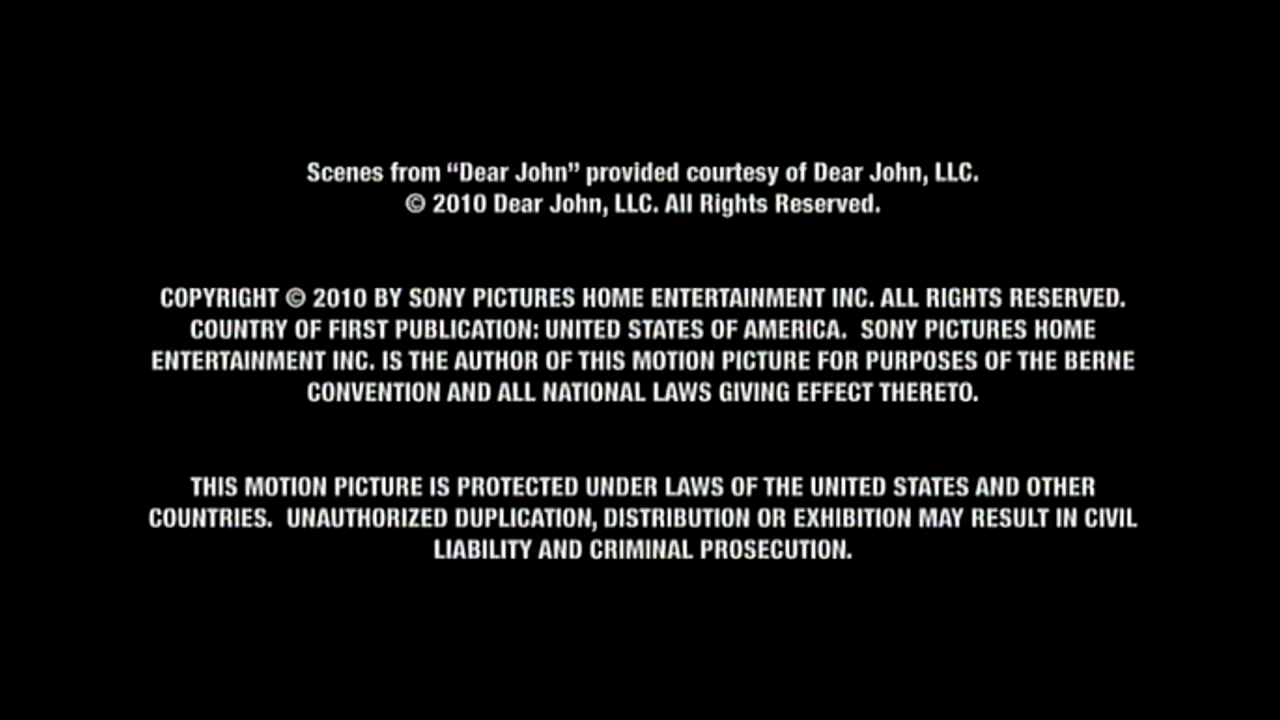 Scenes from “Dear John” provided courtesy of Dear John, LLC.
© 2010 Dear John, LLC. All Rights Reserved.
COPYRIGHT © 2010 BY SONY PICTURES HOME ENTERTAINMENT INC. ALL RIGHTS RESERVED.
COUNTRY OF FIRST PUBLICATION: UNITED STATES OF AMERICA.  SONY PICTURES HOME
ENTERTAINMENT INC. IS THE AUTHOR OF THIS MOTION PICTURE FOR PURPOSES OF THE BERNE
CONVENTION AND ALL NATIONAL LAWS GIVING EFFECT THERETO.
THIS MOTION PICTURE IS PROTECTED UNDER LAWS OF THE UNITED STATES AND OTHER
COUNTRIES.  UNAUTHORIZED DUPLICATION, DISTRIBUTION OR EXHIBITION MAY RESULT IN CIVIL
LIABILITY AND CRIMINAL PROSECUTION.